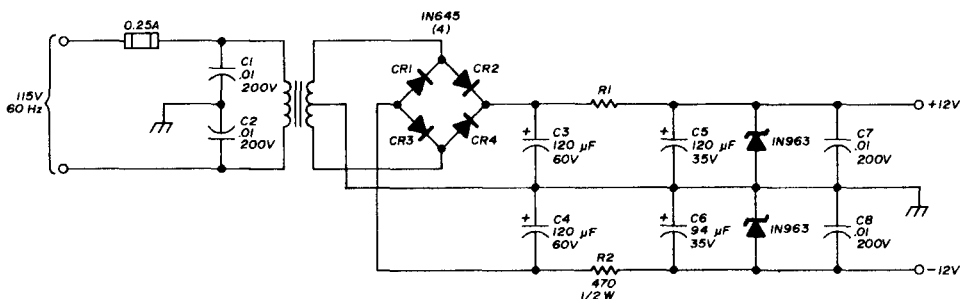 0.25A
115V
60 Hz
C1
.01
200V
C2
.01
200V
IN645
(4)
CR1
CR2
CR3
CR4
R1
+12V
+
C3
120 µF
60V
+
C5
120 µF
35V
IN963
C7
.01
200V
+
C4
120 µF
60V
+
C6
94 µF
35V
IN963
C8
.01
200V
R2
470
1/2 W
-12V